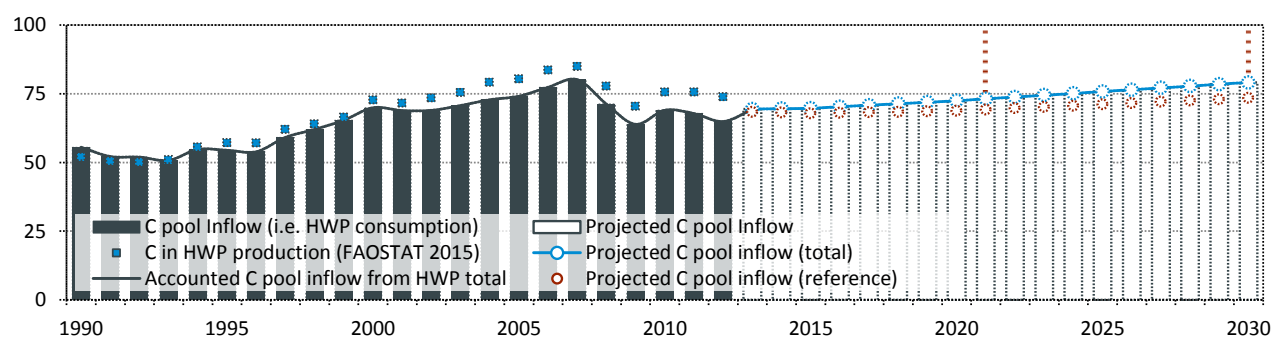 100
75
50
25
0
C pool Inflow (i.e. HWP consumption)
Projected C pool Inflow
C in HWP production (FAOSTAT 2015)
Projected C pool inflow (total)
Accounted C pool inflow from HWP total
Projected C pool inflow (reference)
1990 1995 2000 2005 2010 2015 2020 2025 2030